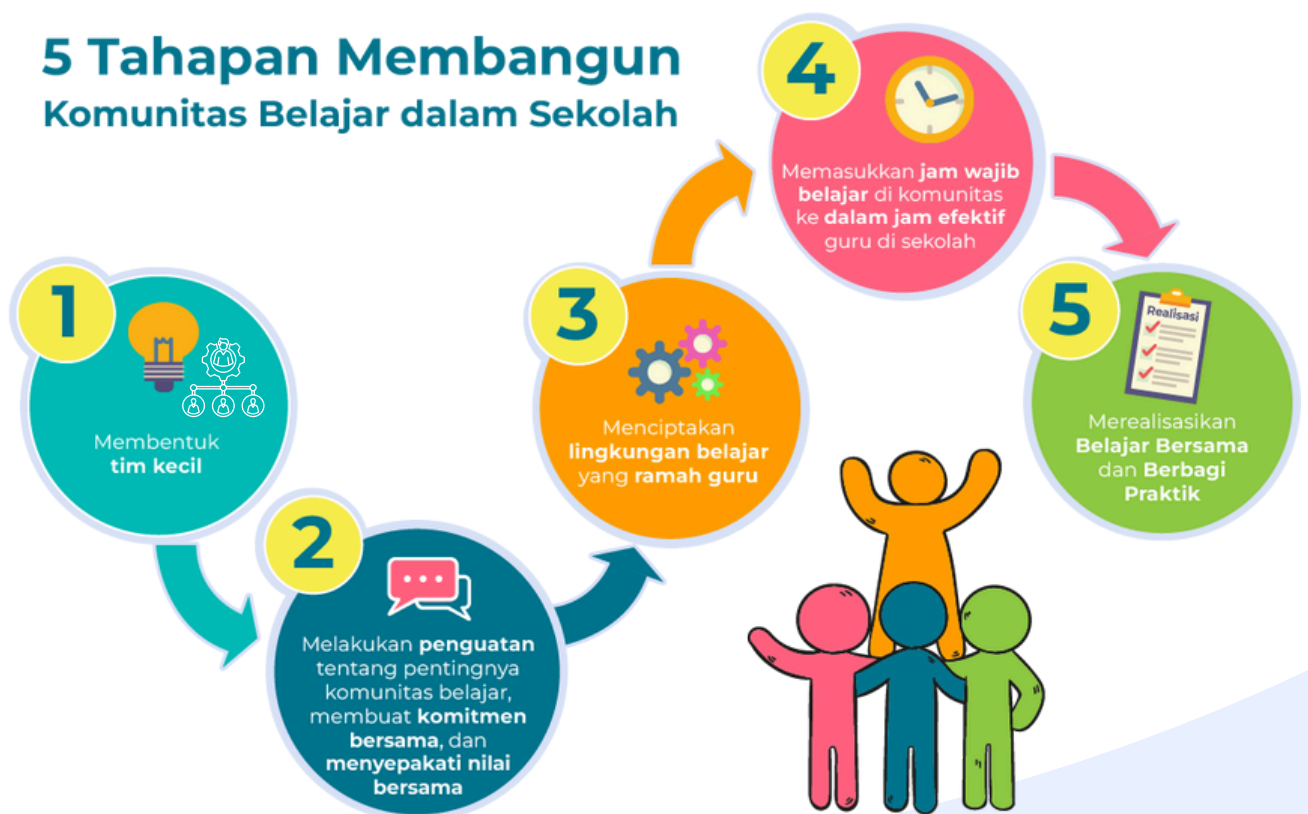 5 Tahapan Membangun
Komunitas Belajar dalam Sekolah
1
Membentuk
tim kecil
2
Melakukan penguatan
tentang pentingnya
komunitas belajar,
membuat komitmen
bersama, dan
menyepakati nilai
bersama
3
Menciptakan
lingkungan belajar
yang ramah guru
4
Memasukkan jam wajib
belajar di komunitas
ke dalam jam efektif
guru di sekolah
5
Realisasi
Merealisasikan
Belajar Bersama
dan Berbagi
Praktik